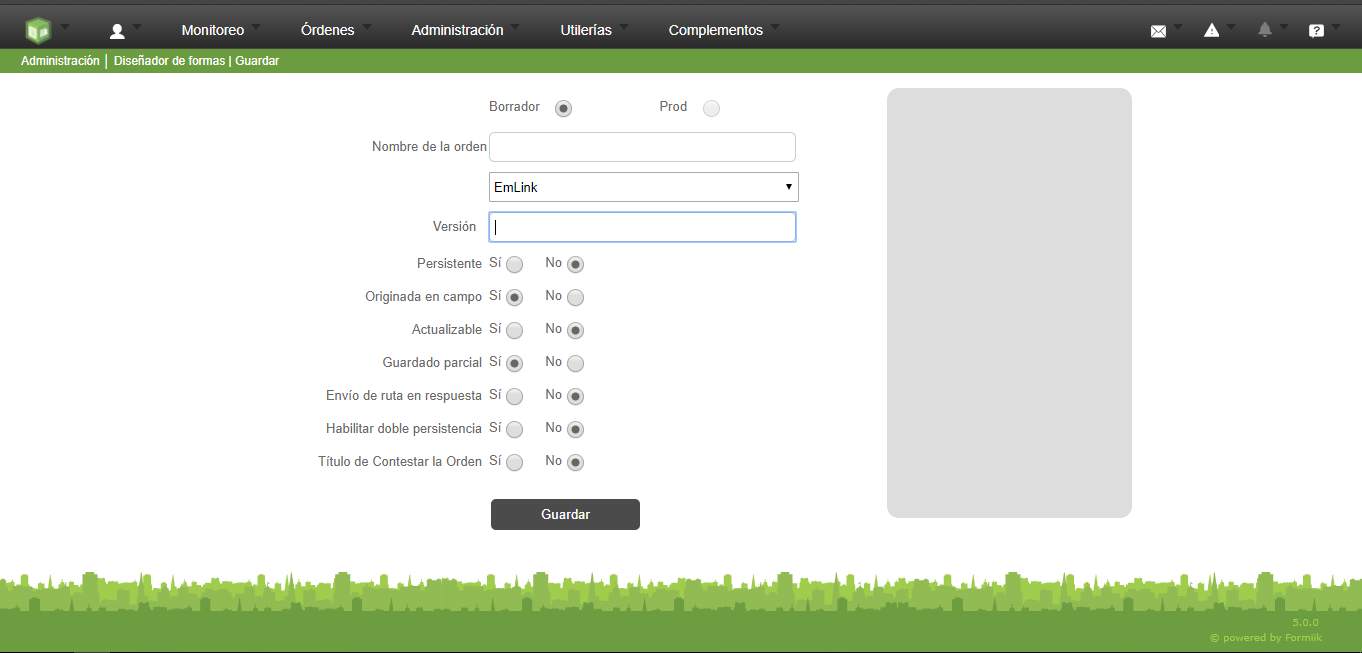 Monitoreo Órdenes Administración Utilerías Complementos
Administración | Diseñador de formas | Guardar
Borrador Prod
Nombre de la orden
EmLink
Versión
Persistente Sí No
Originada en campo Sí No
Actualizable Sí No
Guardado parcial Sí No
Envío de ruta en respuesta Sí No
Habilitar doble persistencia Sí No
Título de Contestar la Orden Sí No
Guardar
5.0.0
© powered by Formiik